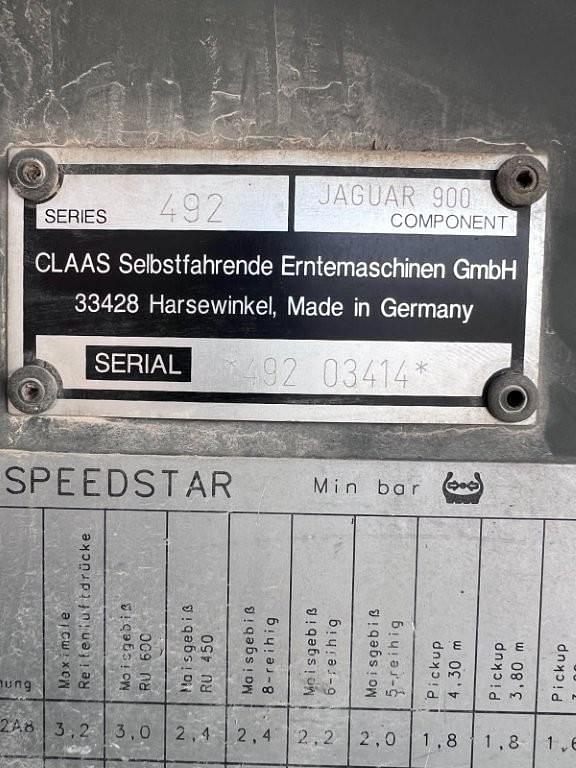 492 JAGUAR 900
SERIES COMPONENT
CLAAS Selbstfahrende Erntemaschinen GmbH
33428 Harsewinkel, Made in Germany
SERIAL *492 03414*
SPEEDSTAR Min bar
Maximale Reifenluftdrücke
Maisgebiß RU 600
Maisgebiß RU 450
Maisgebiß 8-reihig
Maisgebiß 6-reihig
Maisgebiß 5-reihig
Pickup 4,30 m
Pickup 3,80 m
Pickup
2A8 3,2 3,0 2,4 2,4 2,2 2,0 1,8 1,8